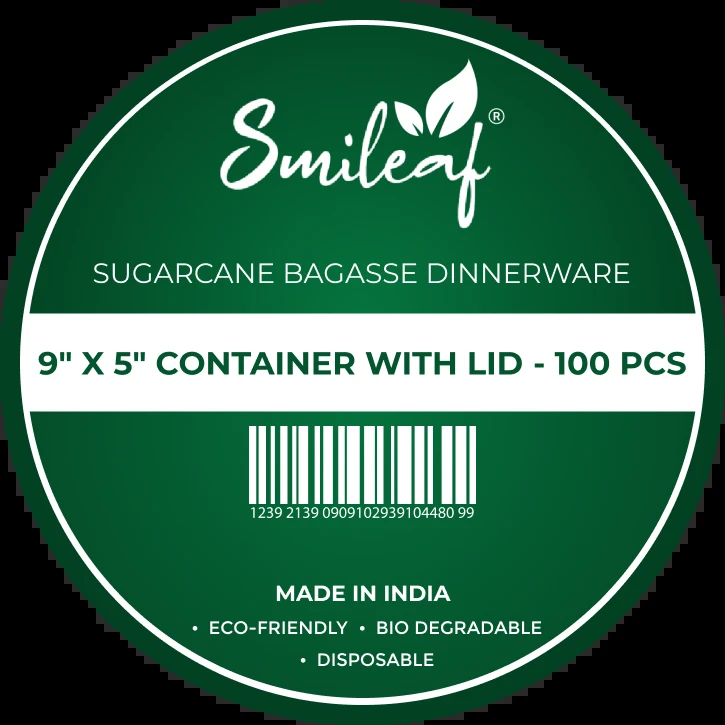 Smileaf®
SUGARCANE BAGASSE DINNERWARE
9" X 5" CONTAINER WITH LID - 100 PCS
1239 2139 0909102939104480 99
MADE IN INDIA
• ECO-FRIENDLY • BIO DEGRADABLE
• DISPOSABLE